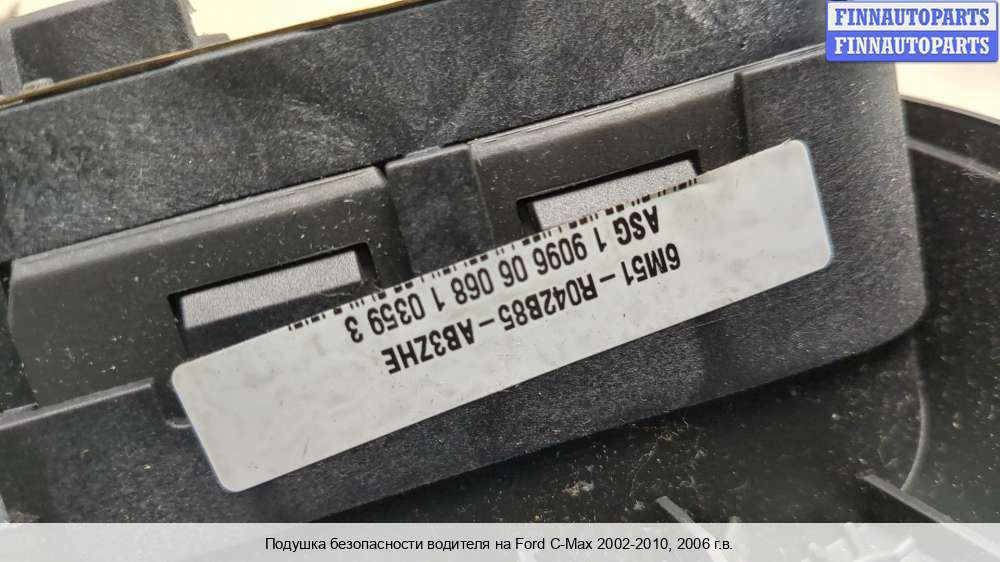 FINNAUTOPARTS
FINNAUTOPARTS
6M51-R042B85-AB3ZHE
ASG 1 9096 06 068 1 0359 3
Подушка безопасности водителя на Ford C-Max 2002-2010, 2006 г.в.